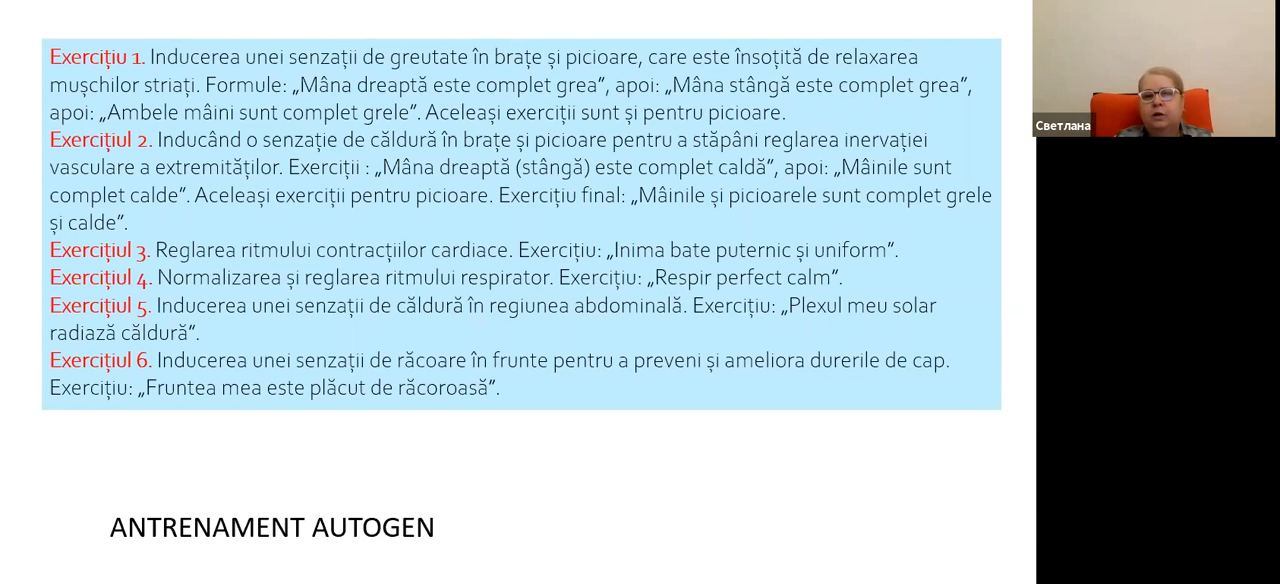 Exercițiu 1. Inducerea unei senzații de greutate în brațe și picioare, care este însoțită de relaxarea
mușchilor striați. Formule: „Mâna dreaptă este complet grea”, apoi: „Mâna stângă este complet grea”,
apoi: „Ambele mâini sunt complet grele”. Aceleași exerciții sunt și pentru picioare.
Exercițiul 2. Inducând o senzație de căldură în brațe și picioare pentru a stăpâni reglarea inervației
vasculare a extremităților. Exerciții : „Mâna dreaptă (stângă) este complet caldă”, apoi: „Mâinile sunt
complet calde”. Aceleași exerciții pentru picioare. Exercițiu final: „Mâinile și picioarele sunt complet grele
și calde”.
Exercițiul 3. Reglarea ritmului contracțiilor cardiace. Exercițiu: „Inima bate puternic și uniform”.
Exercițiul 4. Normalizarea și reglarea ritmului respirator. Exercițiu: „Respir perfect calm”.
Exercițiul 5. Inducerea unei senzații de căldură în regiunea abdominală. Exercițiu: „Plexul meu solar
radiază căldură”.
Exercițiul 6. Inducerea unei senzații de răcoare în frunte pentru a preveni și ameliora durerile de cap.
Exercițiu: „Fruntea mea este plăcut de răcoroasă”.
ANTRENAMENT AUTOGEN
Светлана